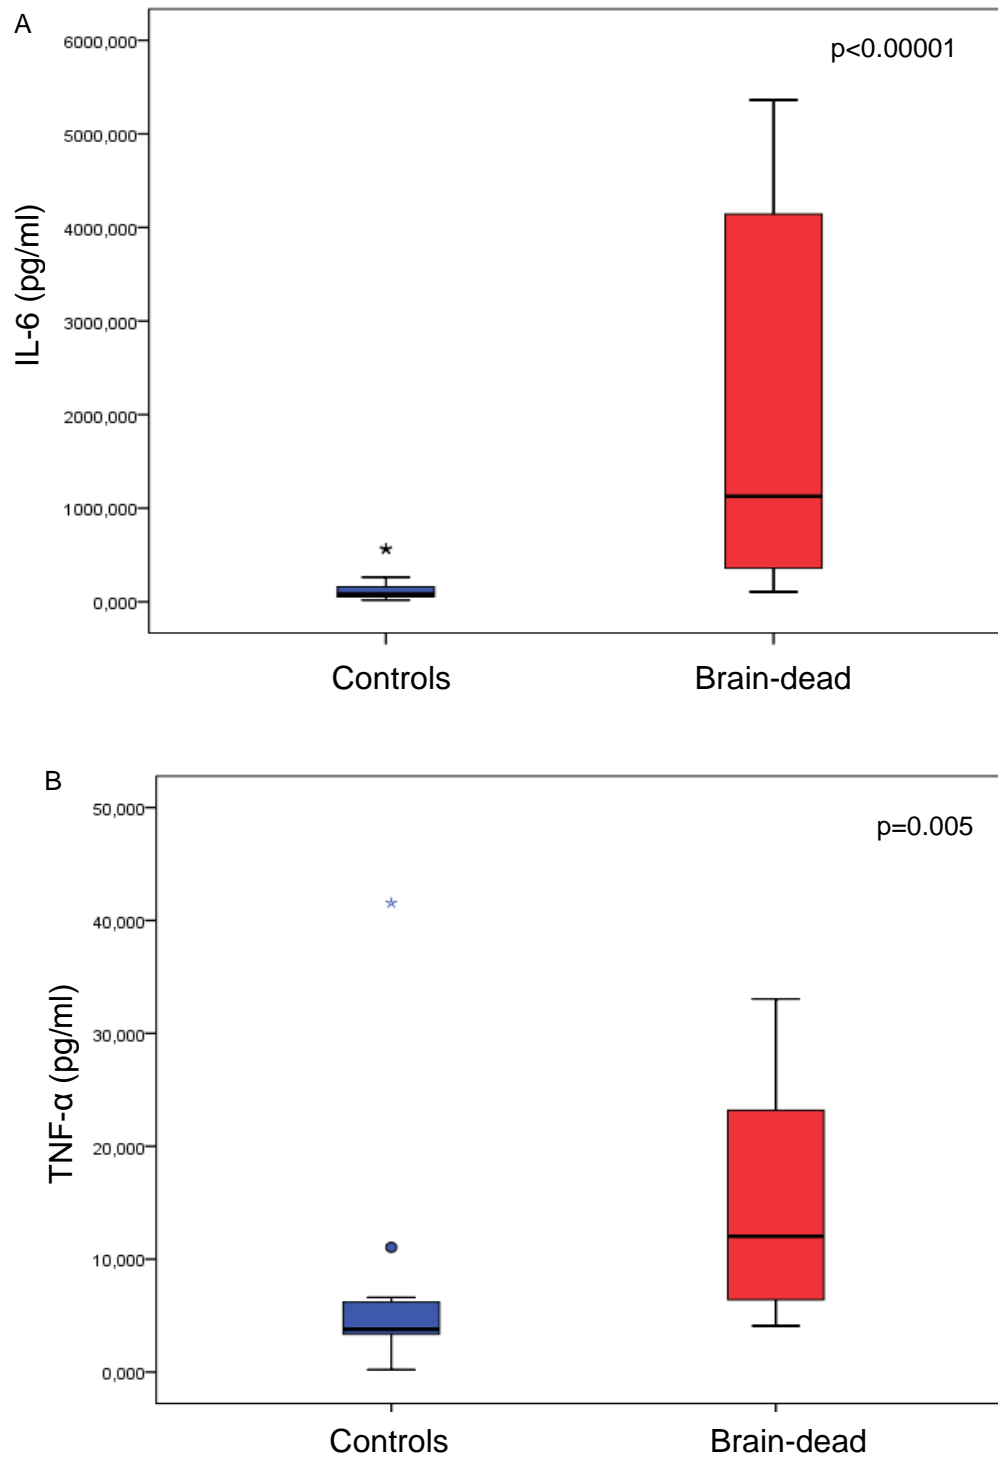 A
p<0.00001
IL-6 (pg/ml)
6000,000
5000,000
4000,000
3000,000
2000,000
1000,000
0,000
Controls
Brain-dead
B
p=0.005
TNF-α (pg/ml)
50,000
40,000
30,000
20,000
10,000
0,000
Controls
Brain-dead